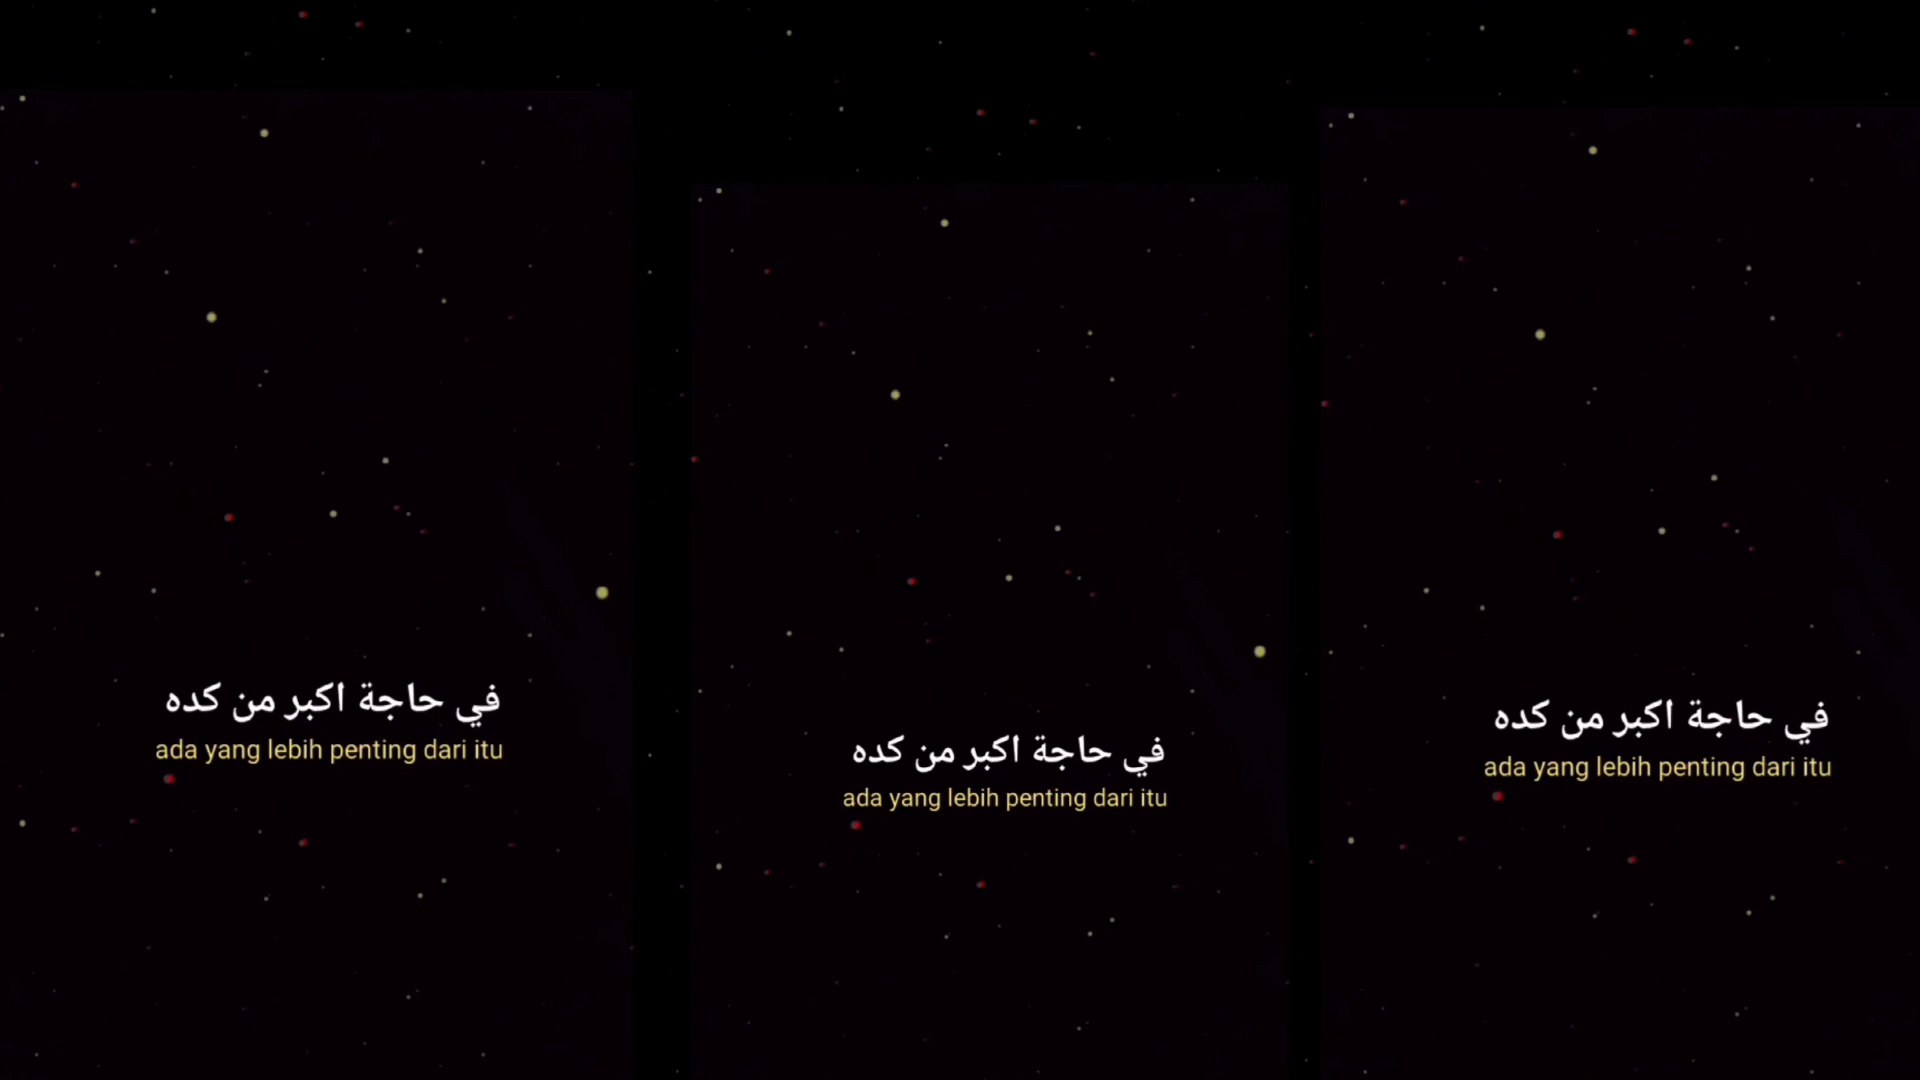 في حاجة اكبر من كده
ada yang lebih penting dari itu
في حاجة اكبر من كده
ada yang lebih penting dari itu
في حاجة اكبر من كده
ada yang lebih penting dari itu